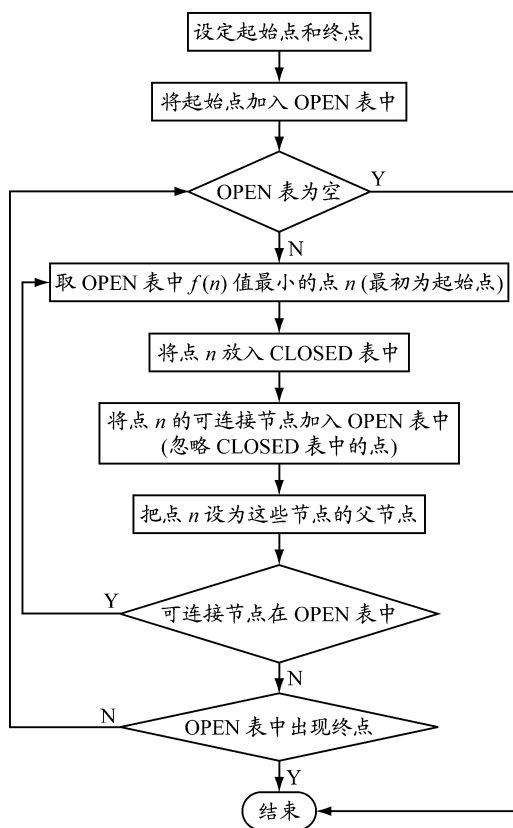 设定起始点和终点
将起始点加入 OPEN 表中
OPEN 表为空
Y
N
取 OPEN 表中 f(n) 值最小的点 n (最初为起始点)
将点 n 放入 CLOSED 表中
将点 n 的可连接节点加入 OPEN 表中
(忽略 CLOSED 表中的点)
把点 n 设为这些节点的父节点
Y
可连接节点在 OPEN 表中
N
N
OPEN 表中出现终点
Y
结束